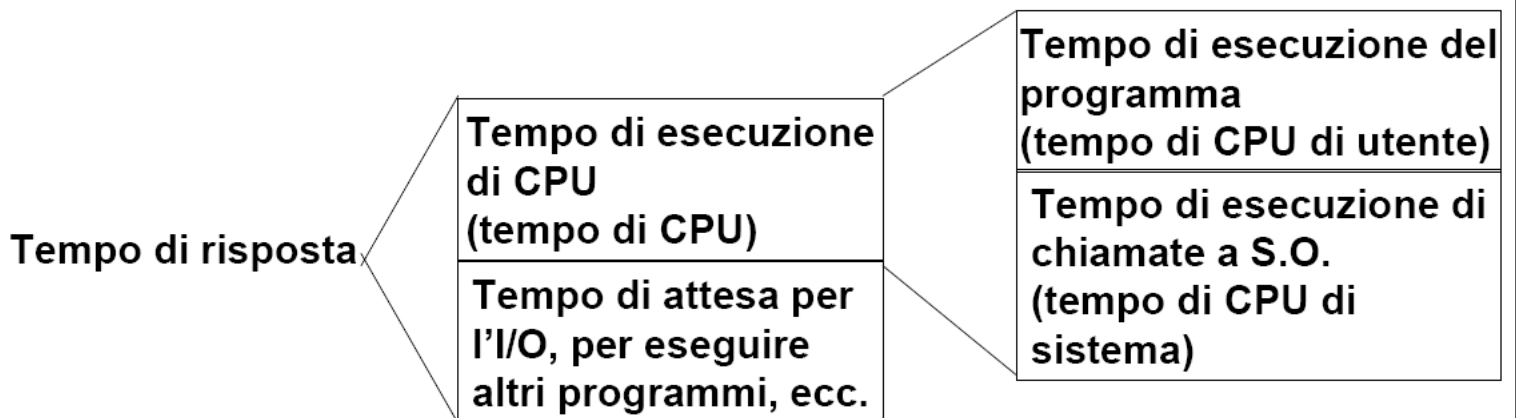 Tempo di risposta
Tempo di esecuzione
di CPU
(tempo di CPU)
Tempo di attesa per
l'I/O, per eseguire
altri programmi, ecc.
Tempo di esecuzione del
programma
(tempo di CPU di utente)
Tempo di esecuzione di
chiamate a S.O.
(tempo di CPU di
sistema)